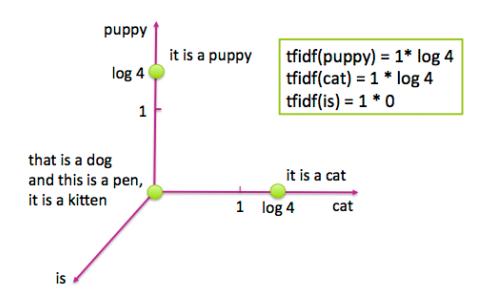 puppy
it is a puppy
log 4
1
tfidf(puppy) = 1* log 4
tfidf(cat) = 1 * log 4
tfidf(is) = 1 * 0
that is a dog
and this is a pen,
it is a kitten
it is a cat
1 log 4 cat
is